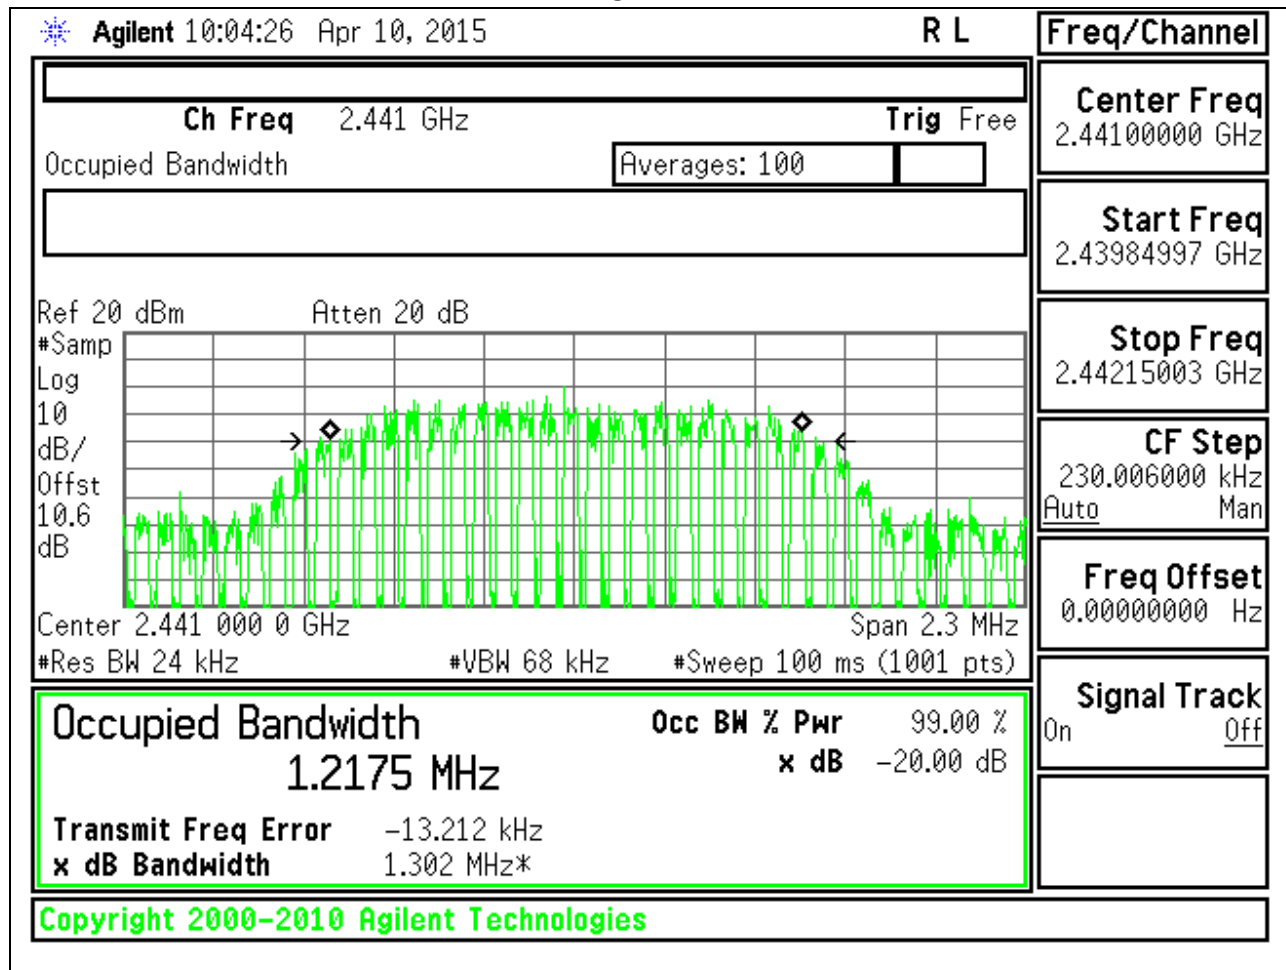 Agilent 10:04:26 Apr 10, 2015 R L
Freq/Channel
Ch Freq 2.441 GHz Trig Free
Occupied Bandwidth Averages: 100
Center Freq
2.44100000 GHz
Start Freq
2.43984997 GHz
Stop Freq
2.44215003 GHz
CF Step
230.006000 kHz
Auto Man
Freq Offset
0.00000000 Hz
Signal Track
On Off
Ref 20 dBm Atten 20 dB
#Samp
Log
10
dB/
Offst
10.6
dB
Center 2.441 000 0 GHz Span 2.3 MHz
#Res BW 24 kHz #VBW 68 kHz #Sweep 100 ms (1001 pts)
Occupied Bandwidth Occ BW % Pwr 99.00 %
1.2175 MHz x dB -20.00 dB
Transmit Freq Error -13.212 kHz
x dB Bandwidth 1.302 MHz*
Copyright 2000-2010 Agilent Technologies